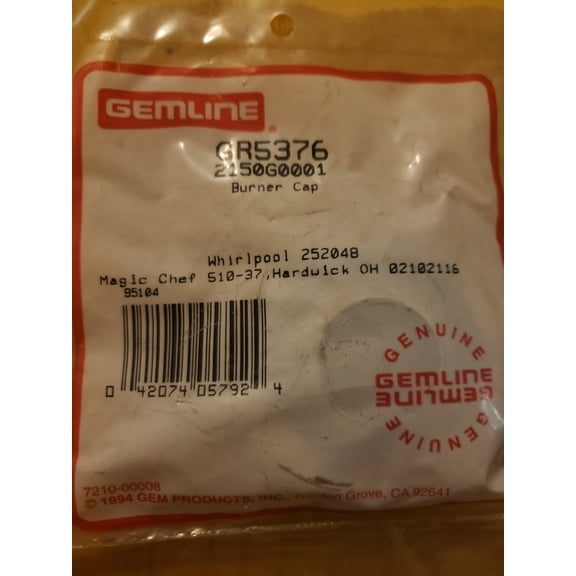 GEMLINE®
GR5376
2150G0001
Burner Cap
Whirlpool 252048
Magic Chef 510-37,Hardwick OH 02102116
95104
0 42074 05792 4
GENUINE
GEMLINE
GEMLINE
GENUINE
7210-00008
© 1994 GEM PRODUCTS, INC., Garden Grove, CA 92641